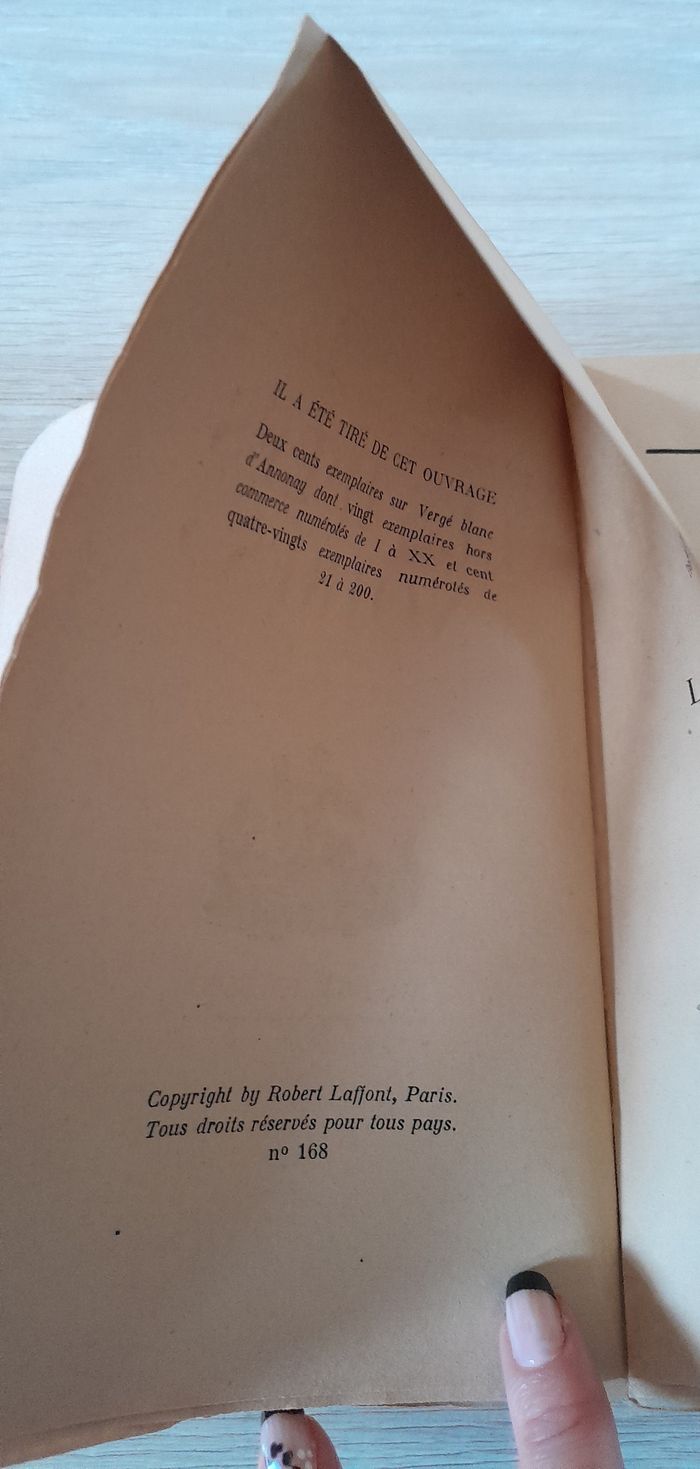 IL A ÉTÉ TIRÉ DE CET OUVRAGE
Deux cents exemplaires sur Vergé blanc
d'Annonay dont vingt exemplaires hors
commerce numérotés de I à XX et cent
quatre-vingts exemplaires numérotés de
21 à 200.
Copyright by Robert Laffont, Paris.
Tous droits réservés pour tous pays.
nº 168
L